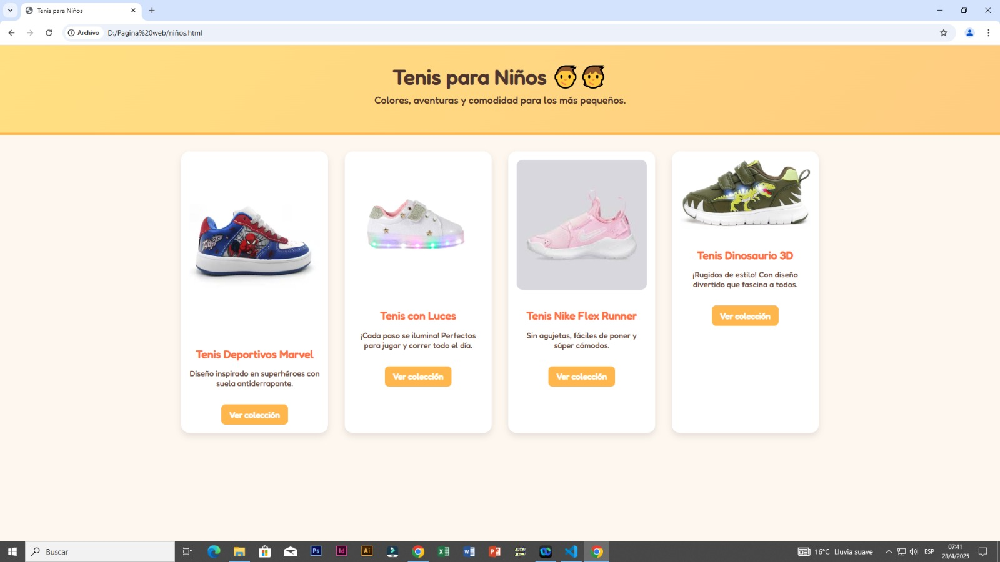 Tenis para Niños
Archivo
D:/Pagina%20web/niños.html
Tenis para Niños
Colores, aventuras y comodidad para los más pequeños.
Tenis Deportivos Marvel
Diseño inspirado en superhéroes con
suela antiderrapante.
Ver colección
Tenis con Luces
¡Cada paso se ilumina! Perfectos
para jugar y correr todo el día.
Ver colección
Tenis Nike Flex Runner
Sin agujetas, fáciles de poner y
súper cómodos.
Ver colección
Tenis Dinosaurio 3D
¡Rugidos de estilo! Con diseño
divertido que fascina a todos.
Ver colección
Buscar
Ps
Id
Ai
16°C Lluvia suave
ESP
07:41
28/4/2025